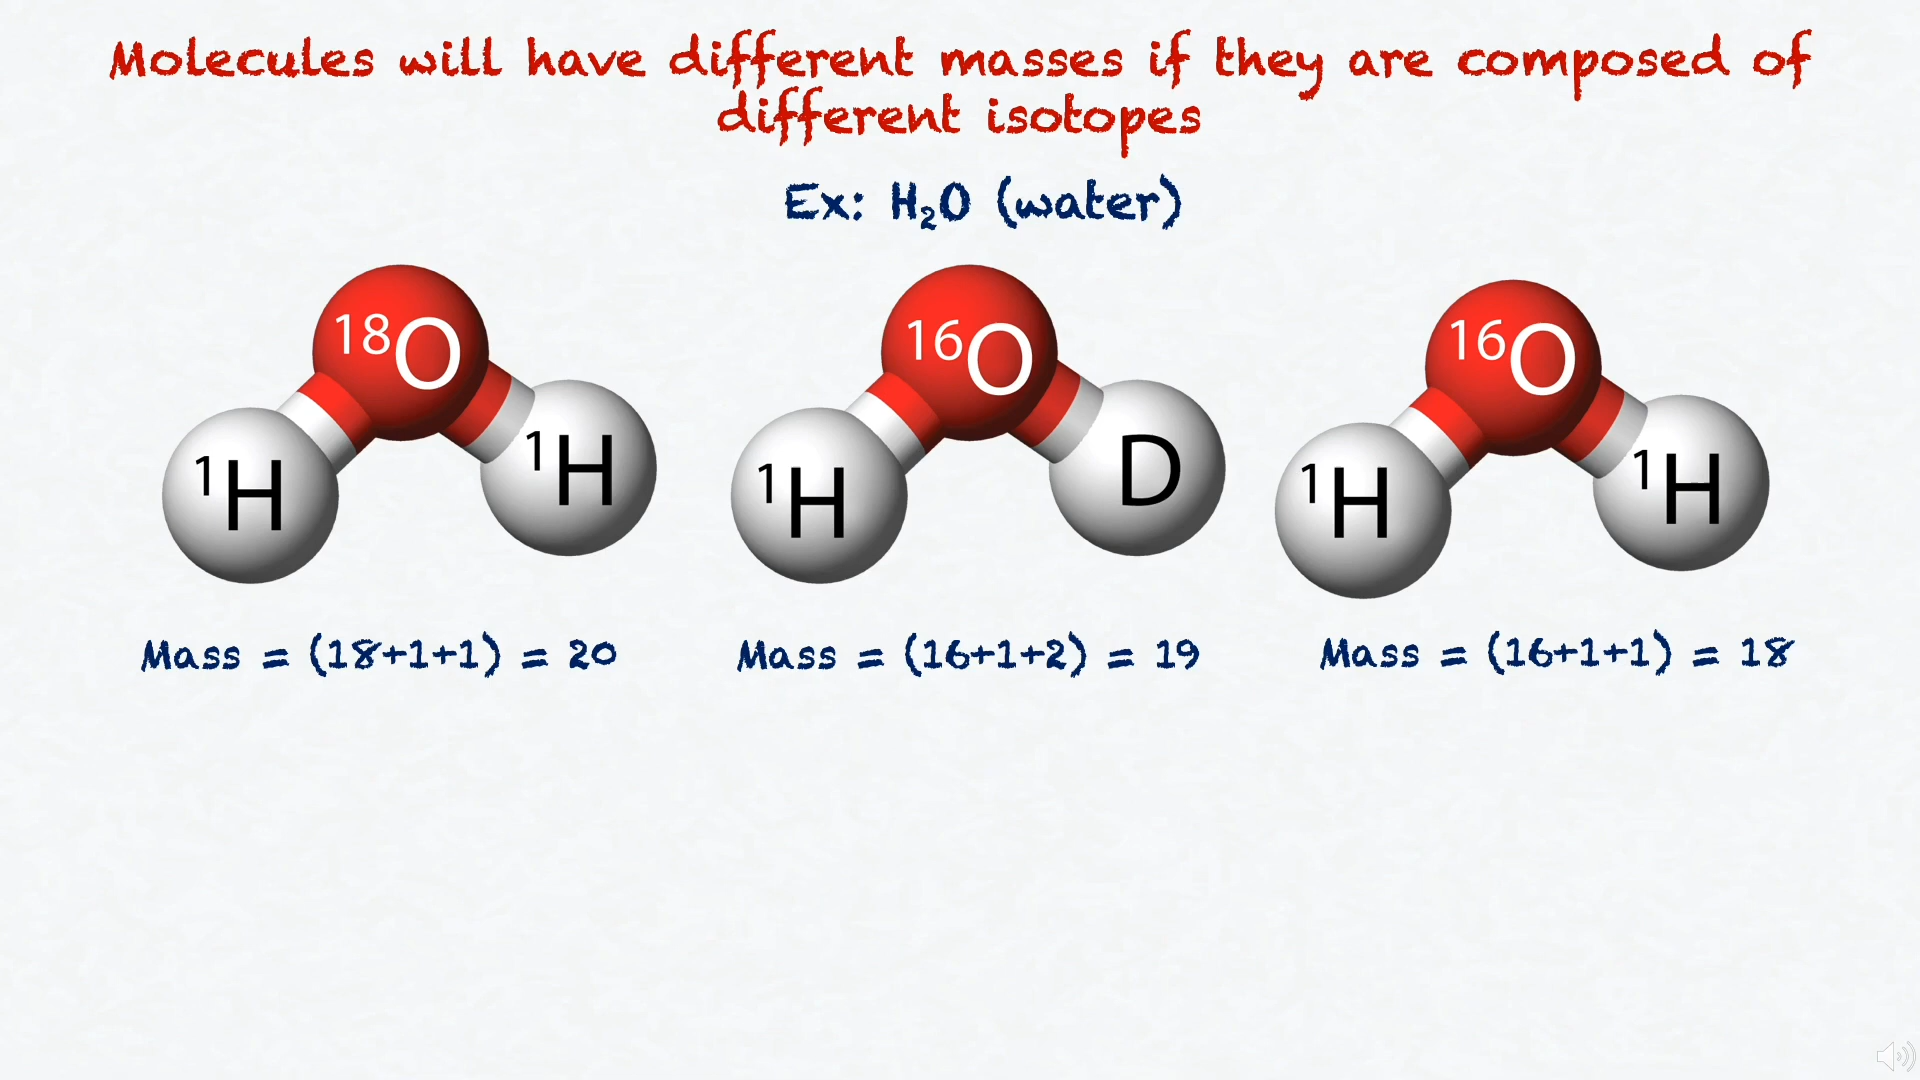 Molecules will have different masses if they are composed of
different isotopes
Ex: H₂O (water)
¹⁸O
¹H
¹H
¹⁶O
¹H
D
¹⁶O
¹H
¹H
Mass = (18+1+1) = 20
Mass = (16+1+2) = 19
Mass = (16+1+1) = 18